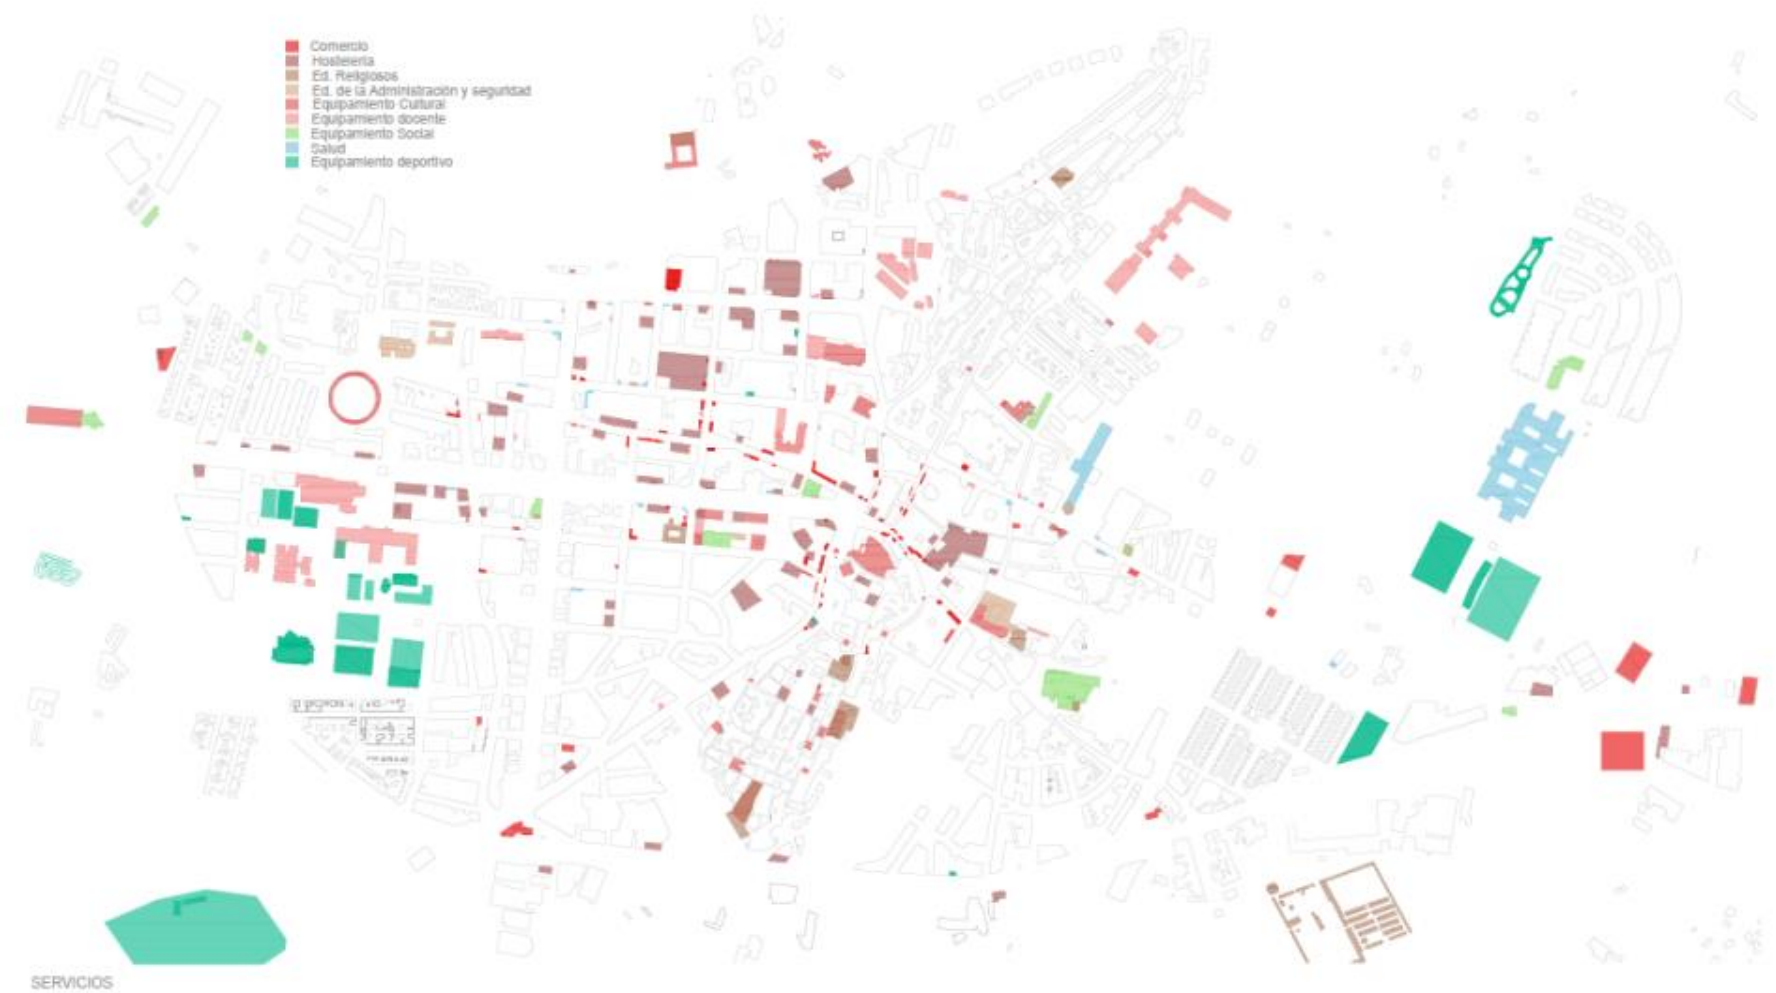 Comercio
Hostelería
Ed. Religiosos
Ed. de la Administración y seguridad
Equipamiento Cultural
Equipamiento docente
Equipamiento Social
Salud
Equipamiento deportivo
SERVICIOS